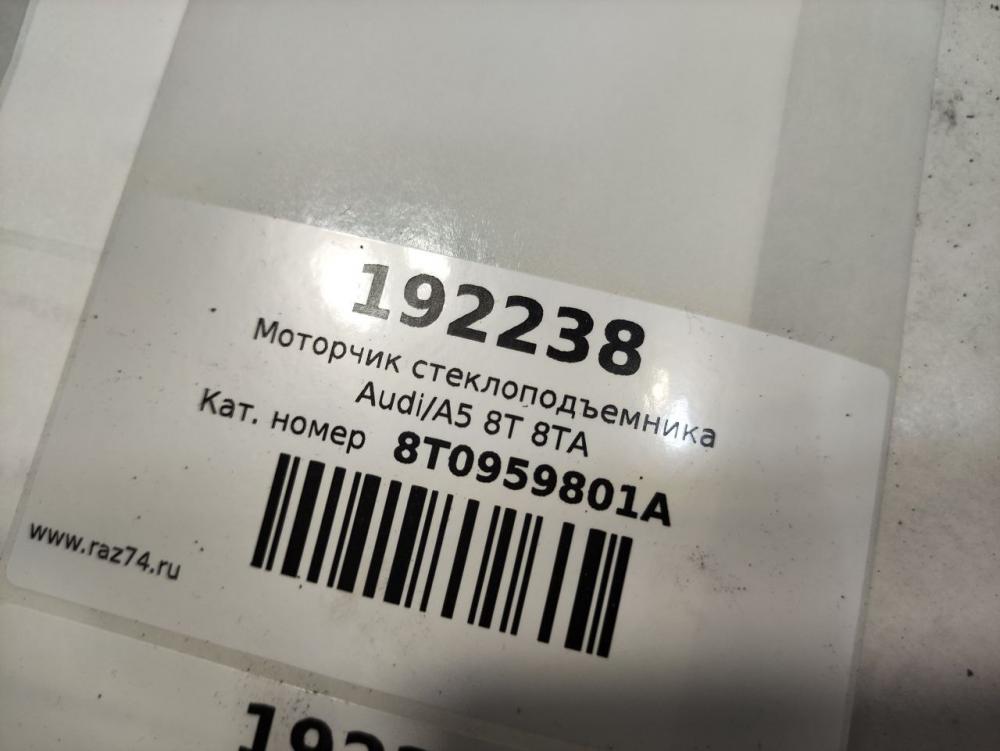 192238
Моторчик стеклоподъемника
Audi/A5 8T 8TA
Кат. номер 8T0959801A
www.raz74.ru